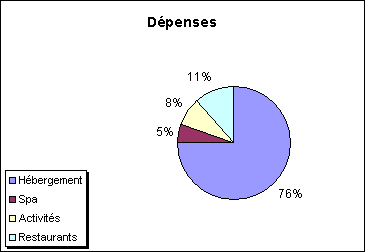 Dépenses
11%
8%
5%
76%
Hébergement
Spa
Activités
Restaurants